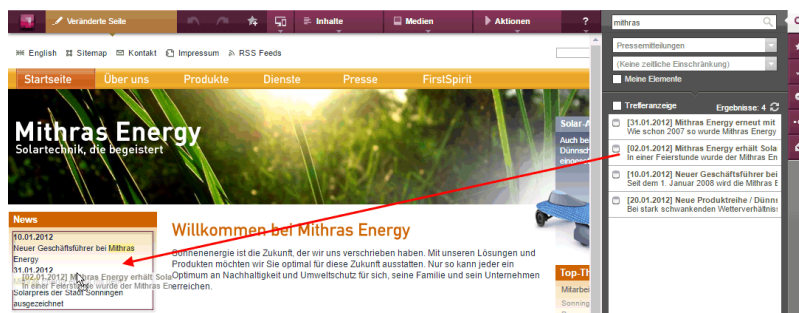 Veränderte Seite
Inhalte
Medien
Aktionen
?
English Sitemap Kontakt Impressum RSS Feeds
Startseite Über uns Produkte Dienste Presse FirstSpirit
Mithras Energy
Solartechnik, die begeistert
Solar-A
Auch be
Dünnsch
News
10.01.2012
Neuer Geschäftsführer bei Mithras
Energy
31.01.2012
[02.01.2012] Mithras Energy erhält Sola
In einer Feierstunde wurde der Mithras En
Solarpreis der Stadt Sonningen
ausgezeichnet
Willkommen bei Mithras Energy
Sonnenenergie ist die Zukunft, der wir uns verschrieben haben. Mit unseren Lösungen und
Produkten möchten wir Sie optimal für diese Zukunft ausstatten. Nur so kann jeder ein
Optimum an Nachhaltigkeit und Umweltschutz für sich, seine Familie und sein Unternehmen
erreichen.
Top-Th
Mitarbei
Sonning
mithras
Pressemitteilungen
(Keine zeitliche Einschränkung)
Meine Elemente
Trefferanzeige Ergebnisse: 4
[31.01.2012] Mithras Energy erneut mit
Wie schon 2007 so wurde Mithras Energy
[02.01.2012] Mithras Energy erhält Sola
In einer Feierstunde wurde der Mithras En
[10.01.2012] Neuer Geschäftsführer bei
Seit dem 1. Januar 2008 wird die Mithras E
[20.01.2012] Neue Produktreihe / Dünns
Bei stark schwankenden Wetterverhältnis